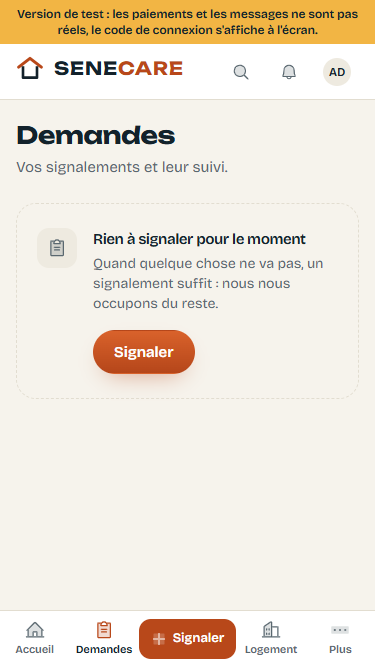 Version de test : les paiements et les messages ne sont pas
réels, le code de connexion s'affiche à l'écran.
SENECARE
AD
Demandes
Vos signalements et leur suivi.
Rien à signaler pour le moment
Quand quelque chose ne va pas, un
signalement suffit : nous nous
occupons du reste.
Signaler
Accueil
Demandes
Signaler
Logement
Plus